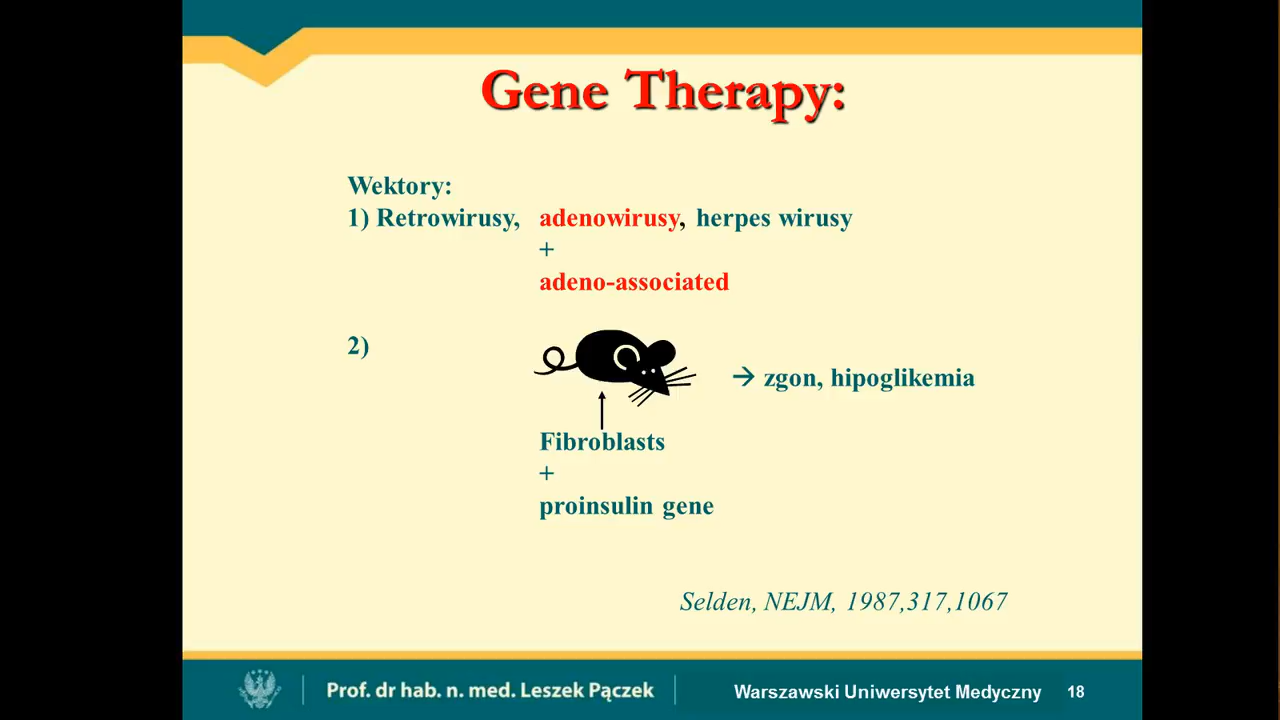 Gene Therapy:
Wektory:
1) Retrowirusy, adenowirusy, herpes wirusy
+
adeno-associated
2)
→ zgon, hipoglikemia
Fibroblasts
+
proinsulin gene
Selden, NEJM, 1987,317,1067
Prof. dr hab. n. med. Leszek Pączek
Warszawski Uniwersytet Medyczny 18